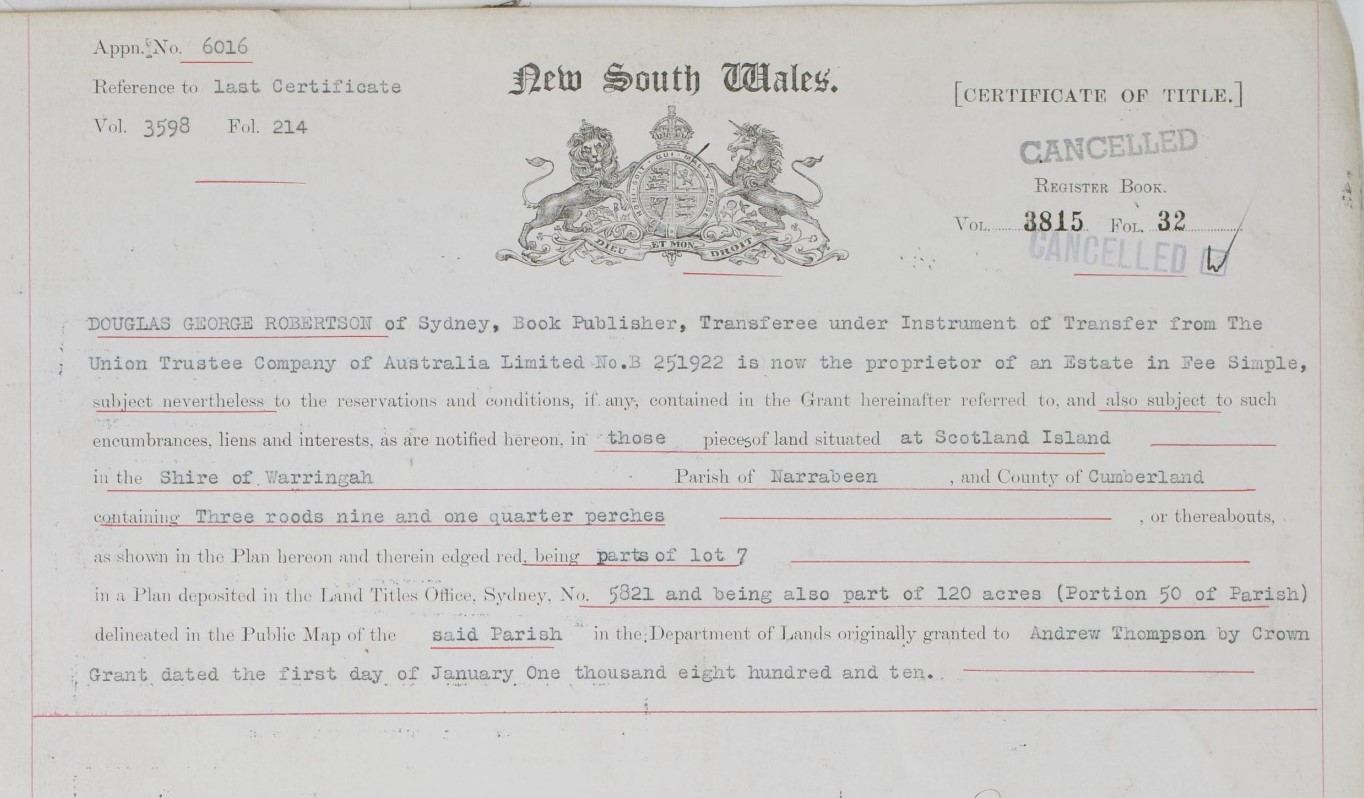 Appn. No. 6016
Reference to last Certificate
Vol. 3598 Fol. 214
New South Wales.
DIEU ET MON DROIT
[CERTIFICATE OF TITLE.]
CANCELLED
REGISTER BOOK.
VOL. 3815 FOL. 32
CANCELLED
DOUGLAS GEORGE ROBERTSON of Sydney, Book Publisher, Transferee under Instrument of Transfer from The
Union Trustee Company of Australia Limited No.B 251922 is now the proprietor of an Estate in Fee Simple,
subject nevertheless to the reservations and conditions, if any, contained in the Grant hereinafter referred to, and also subject to such
encumbrances, liens and interests, as are notified hereon, in those pieces of land situated at Scotland Island
in the Shire of Warringah Parish of Narrabeen , and County of Cumberland
containing Three roods nine and one quarter perches , or thereabouts,
as shown in the Plan hereon and therein edged red, being parts of lot 7
in a Plan deposited in the Land Titles Office, Sydney, No. 5821 and being also part of 120 acres (Portion 50 of Parish)
delineated in the Public Map of the said Parish in the Department of Lands originally granted to Andrew Thompson by Crown
Grant dated the first day of January One thousand eight hundred and ten.